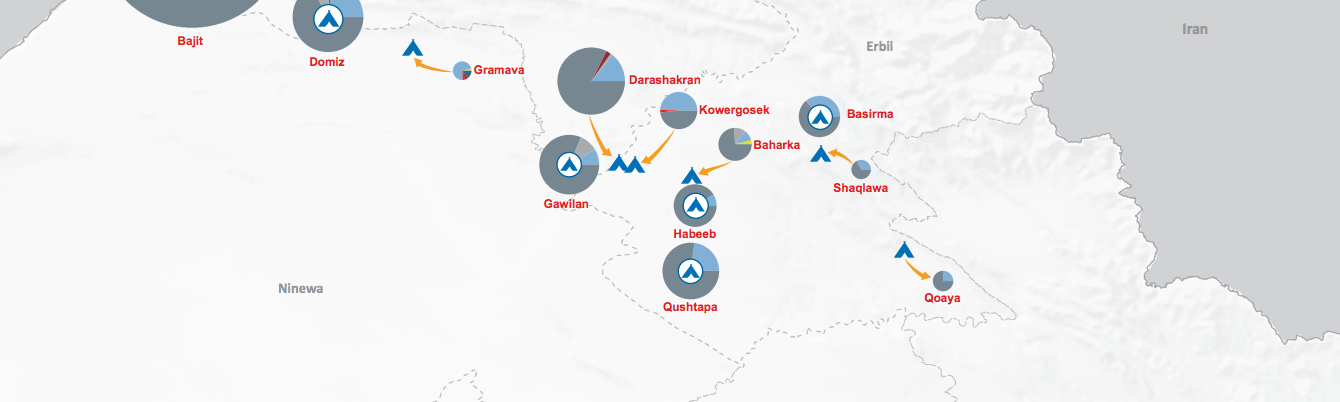 Iran
Bajit
Erbil
Domiz
Gramava
Darashakran
Kowergosek
Basirma
Baharka
Shaqlawa
Gawilan
Habeeb
Ninewa
Qoaya
Qushtapa